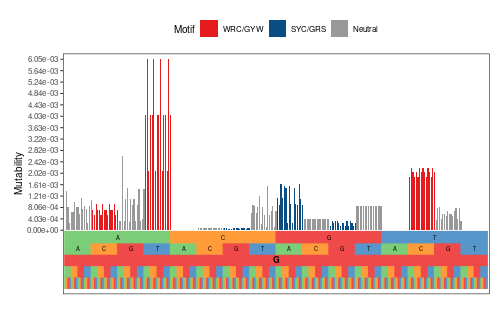 Motif WRC/GYW SYC/GRS Neutral
6.05e−03
5.64e−03
5.24e−03
4.84e−03
4.43e−03
4.03e−03
3.63e−03
3.22e−03
2.82e−03
2.42e−03
2.02e−03
1.61e−03
1.21e−03
8.06e−04
4.03e−04
0.00e+00
Mutability
A C G T
A C G T A C G T A C G T A C G T
G